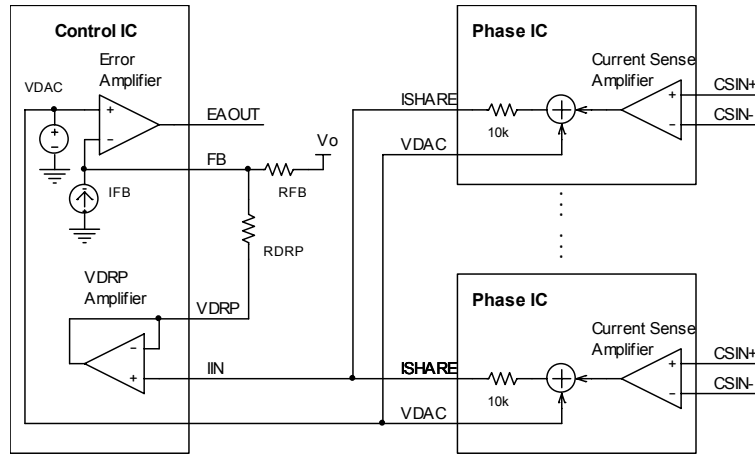 Control IC
Error
Amplifier
VDAC
+
−
+
−
EAOUT
FB
Vo
RFB
IFB
RDRP
VDRP
Amplifier
VDRP
−
+
IIN
Phase IC
Current Sense
Amplifier
ISHARE
10k
VDAC
+
−
CSIN+
CSIN-
Phase IC
Current Sense
Amplifier
ISHARE
10k
VDAC
+
−
CSIN+
CSIN-